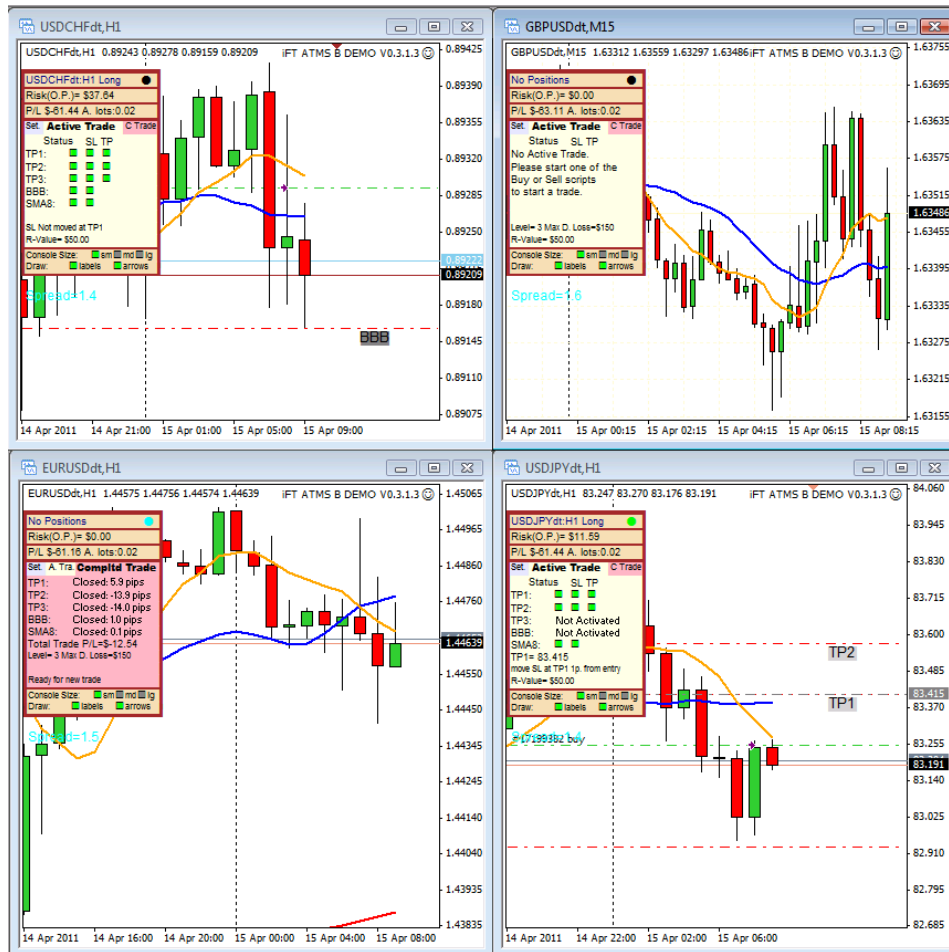 USDCHFdt,H1
USDCHFdt,H1 0.89243 0.89278 0.89159 0.89209
iFT ATMS B DEMO V0.3.1.3
USDCHFdt:H1 Long
Risk(O.P.)= $37.64
P/L $-61.44 A. lots:0.02
Set. Active Trade C Trade
Status SL TP
TP1:
TP2:
TP3:
BBB:
SMA8:
SL Not moved at TP1
R-Value= $50.00
Console Size: sm md lg
Draw: labels arrows
Spread=1.4
BBB
0.89425
0.89390
0.89355
0.89320
0.89285
0.89250
0.89222
0.89209
0.89180
0.89145
0.89110
0.89075
14 Apr 2011 14 Apr 21:00 15 Apr 01:00 15 Apr 05:00 15 Apr 09:00
GBPUSDdt,M15
GBPUSDdt,M15 1.63312 1.63559 1.63297 1.63486
iFT ATMS B DEMO V0.3.1.3
No Positions
Risk(O.P.)= $0.00
P/L $-63.11 A. lots:0.02
Set. Active Trade C Trade
Status SL TP
No Active Trade.
Please start one of the
Buy or Sell scripts
to start a trade.
Level= 3 Max D. Loss=$150
R-Value= $50.00
Console Size: sm md lg
Draw: labels arrows
Spread=1.6
1.63755
1.63695
1.63635
1.63575
1.63486
1.63455
1.63395
1.63335
1.63275
1.63215
1.63155
14 Apr 2011 15 Apr 00:15 15 Apr 02:15 15 Apr 04:15 15 Apr 06:15 15 Apr 08:15
EURUSDdt,H1
EURUSDdt,H1 1.44575 1.44756 1.44574 1.44639
iFT ATMS B DEMO V0.3.1.3
No Positions
Risk(O.P.)= $0.00
P/L $-61.16 A. lots:0.02
Set. A. Tra. Compltd Trade
TP1: Closed: 5.9 pips
TP2: Closed: -13.9 pips
TP3: Closed: -14.0 pips
BBB: Closed: 1.0 pips
SMA8: Closed: 0.1 pips
Total Trade P/L=$-12.54
Level= 3 Max D. Loss=$150
Ready for new trade
Console Size: sm md lg
Draw: labels arrows
Spread=1.5
1.45065
1.44965
1.44860
1.44760
1.44639
1.44550
1.44450
1.44345
1.44245
1.44140
1.44040
1.43935
1.43835
14 Apr 2011 14 Apr 16:00 14 Apr 20:00 15 Apr 00:00 15 Apr 04:00 15 Apr 08:00
USDJPYdt,H1
USDJPYdt,H1 83.247 83.270 83.176 83.191
iFT ATMS B DEMO V0.3.1.3
USDJPYdt:H1 Long
Risk(O.P.)= $11.59
P/L $-61.44 A. lots:0.02
Set. Active Trade C Trade
Status SL TP
TP1:
TP2:
TP3: Not Activated
BBB: Not Activated
SMA8:
TP1= 83.415
move SL at TP1 1p. from entry
R-Value= $50.00
Console Size: sm md lg
Draw: labels arrows
buy
TP2
TP1
84.060
83.945
83.830
83.715
83.600
83.485
83.415
83.370
83.255
83.191
83.025
82.910
82.795
82.685
14 Apr 2011 14 Apr 22:00 15 Apr 02:00 15 Apr 06:00